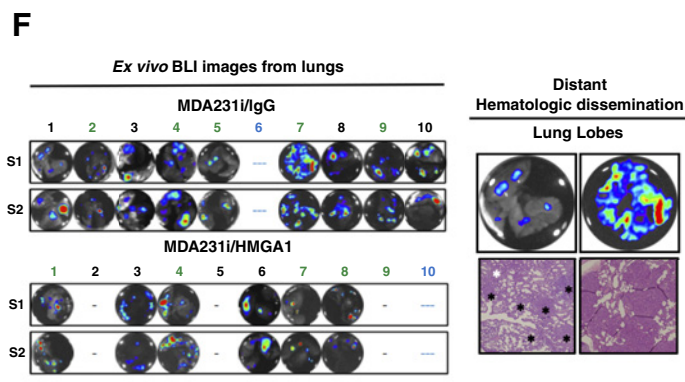 F
Ex vivo BLI images from lungs
MDA231i/IgG
1 2 3 4 5 6 7 8 9 10
S1 ---
S2
MDA231i/HMGA1
1 2 3 4 5 6 7 8 9 10
S1 - - - ---
S2 - - - ---
Distant
Hematologic dissemination
Lung Lobes
* * * * * * *